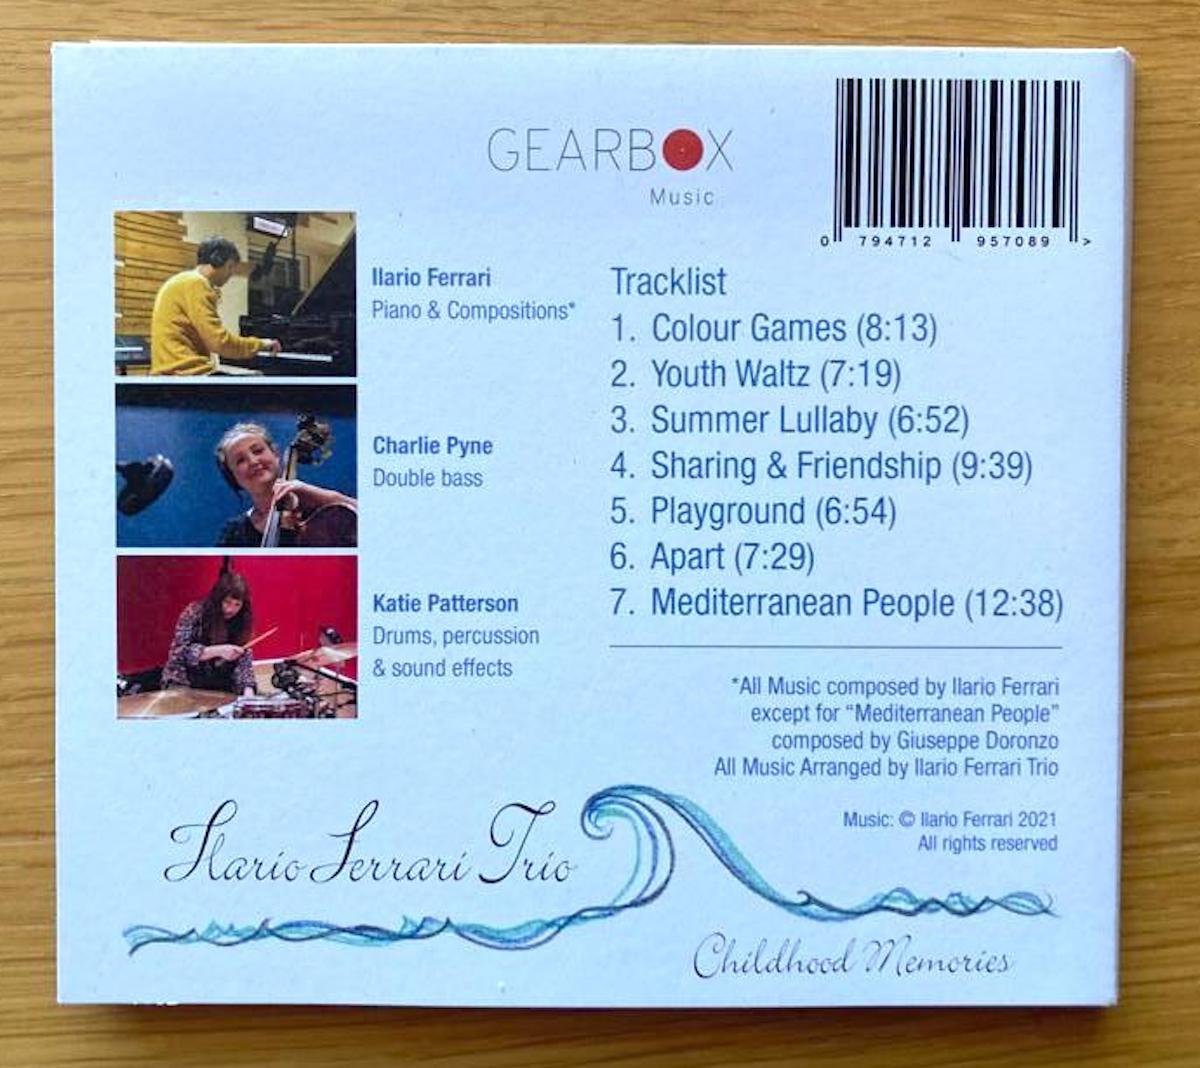 GEARBOX
Music
0 794712 957089 >
Ilario Ferrari
Piano & Compositions*
Charlie Pyne
Double bass
Katie Patterson
Drums, percussion
& sound effects
Tracklist
1. Colour Games (8:13)
2. Youth Waltz (7:19)
3. Summer Lullaby (6:52)
4. Sharing & Friendship (9:39)
5. Playground (6:54)
6. Apart (7:29)
7. Mediterranean People (12:38)
*All Music composed by Ilario Ferrari
except for “Mediterranean People”
composed by Giuseppe Doronzo
All Music Arranged by Ilario Ferrari Trio
Music: © Ilario Ferrari 2021
All rights reserved
Ilario Ferrari Trio
Childhood Memories